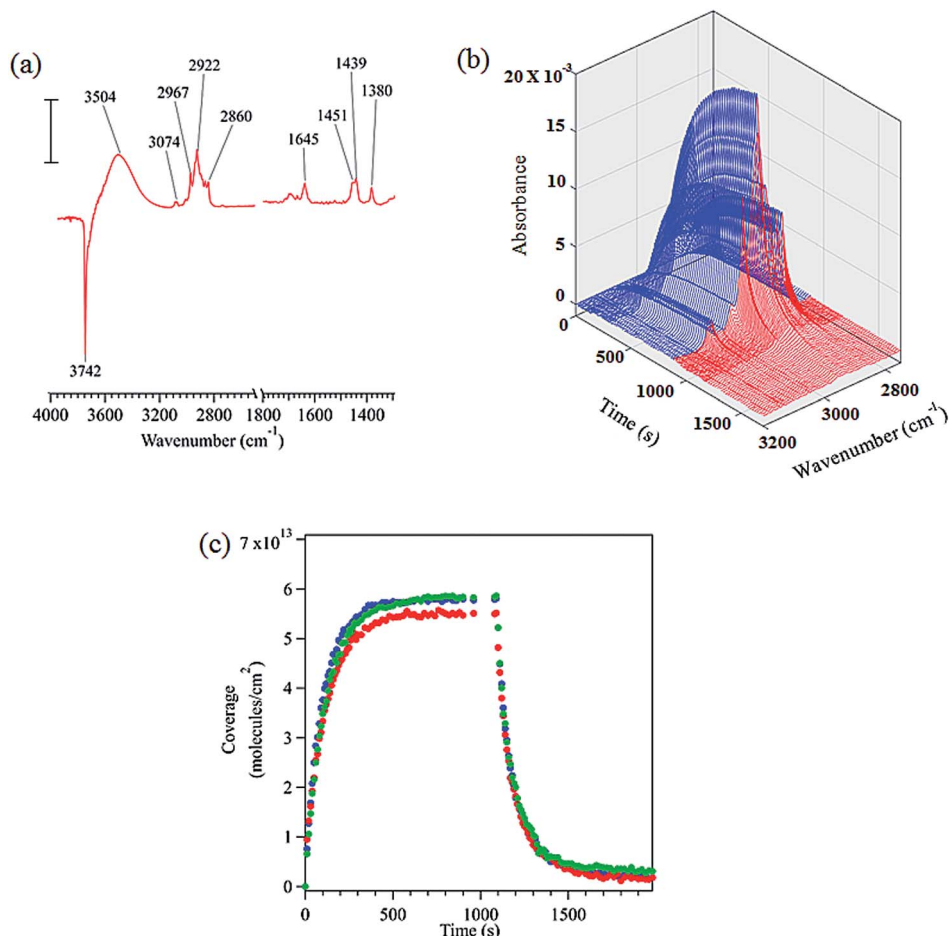 (a)
3504
2967
2922
1439
3074
2860
1645
1451
1380
3742
4000 3600 3200 2800 1800 1600 1400
Wavenumber (cm⁻¹)
(b)
20 X 10⁻³
15
10
5
0
Absorbance
0
500
1000
1500
Time (s)
3200
3000
2800
Wavenumber (cm⁻¹)
(c)
7 x10¹³
6
5
4
3
2
1
0
Coverage
(molecules/cm²)
0 500 1000 1500
Time (s)